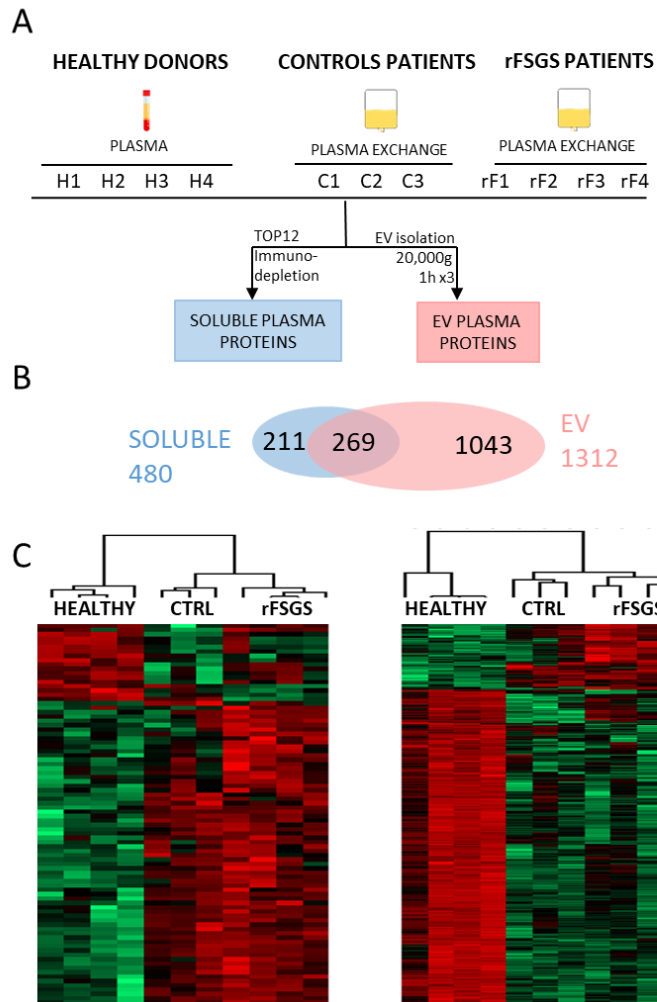 A
HEALTHY DONORS
CONTROLS PATIENTS
rFSGS PATIENTS
PLASMA
PLASMA EXCHANGE
PLASMA EXCHANGE
H1 H2 H3 H4
C1 C2 C3
rF1 rF2 rF3 rF4
TOP12
Immuno-
depletion
EV isolation
20,000g
1h x3
SOLUBLE PLASMA
PROTEINS
EV PLASMA
PROTEINS
B
SOLUBLE
480
211
269
1043
EV
1312
C
HEALTHY CTRL rFSGS
HEALTHY CTRL rFSGS